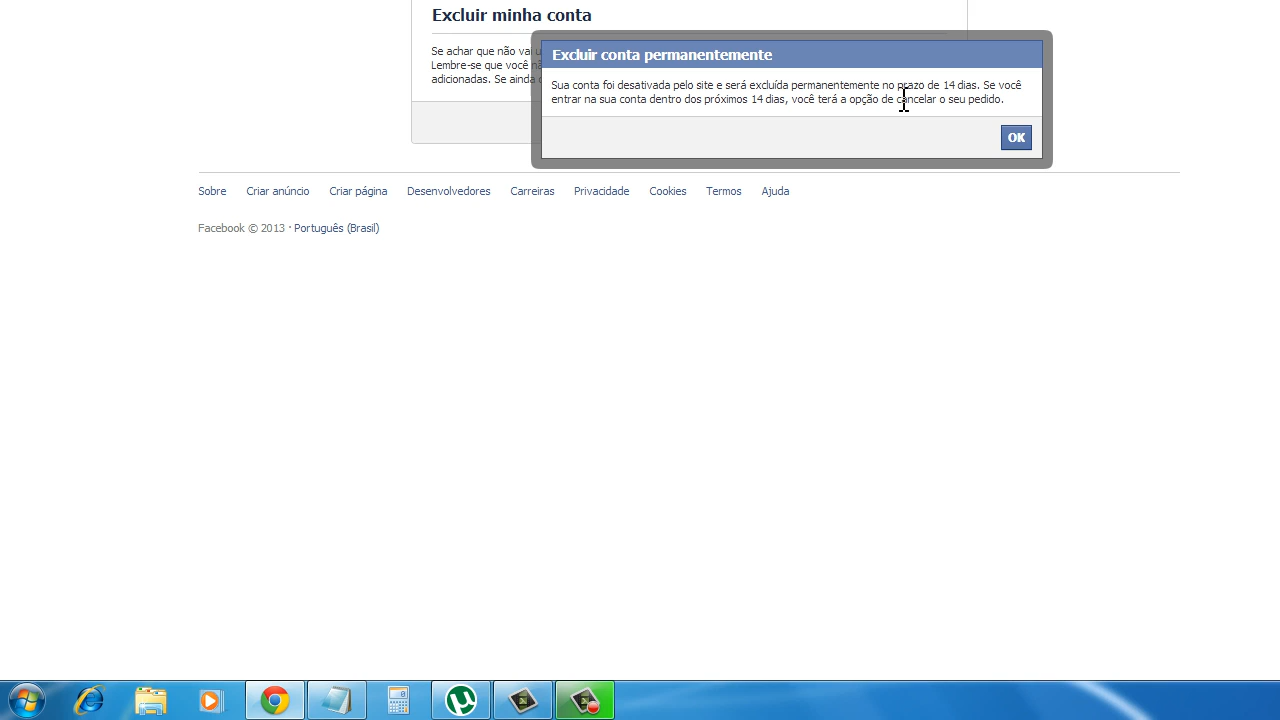 Excluir minha conta
Se achar que não vai u
Lembre-se que você nã
adicionadas. Se ainda
Excluir conta permanentemente
Sua conta foi desativada pelo site e será excluída permanentemente no prazo de 14 dias. Se você
entrar na sua conta dentro dos próximos 14 dias, você terá a opção de cancelar o seu pedido.
OK
Sobre Criar anúncio Criar página Desenvolvedores Carreiras Privacidade Cookies Termos Ajuda
Facebook © 2013 · Português (Brasil)